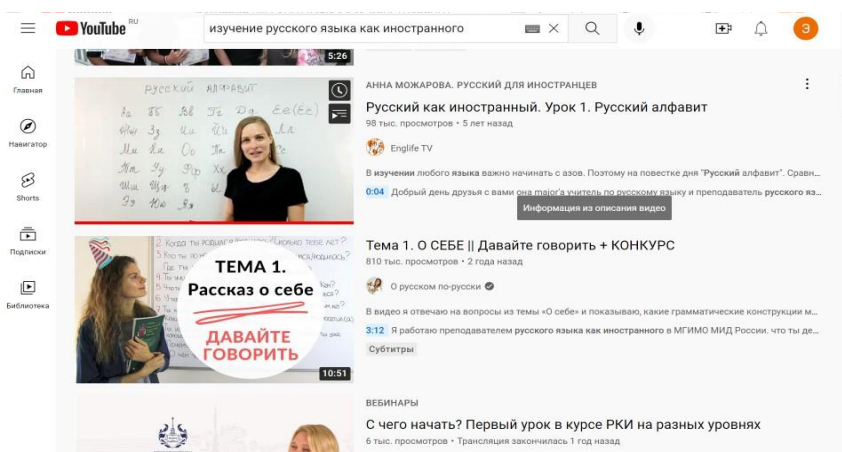 YouTube RU
изучение русского языка как иностранного
Э
Главная
Навигатор
Shorts
Подписки
Библиотека
5:26
Русский алфавит
АННА МОЖАРОВА. РУССКИЙ ДЛЯ ИНОСТРАНЦЕВ
Русский как иностранный. Урок 1. Русский алфавит
98 тыс. просмотров • 5 лет назад
Englife TV
В изучении любого языка важно начинать с азов. Поэтому на повестке дня "Русский алфавит". Сравн...
0:04 Добрый день друзья с вами она major'а учитель по русскому языку и преподаватель русского яз...
Информация из описания видео
ТЕМА 1.
Рассказ о себе
ДАВАЙТЕ
ГОВОРИТЬ
10:51
Тема 1. О СЕБЕ || Давайте говорить + КОНКУРС
810 тыс. просмотров • 2 года назад
О русском по-русски
В видео я отвечаю на вопросы из темы «О себе» и показываю, какие грамматические конструкции м...
3:12 Я работаю преподавателем русского языка как иностранного в МГИМО МИД России. что ты де...
Субтитры
ВЕБИНАРЫ
С чего начать? Первый урок в курсе РКИ на разных уровнях
6 тыс. просмотров • Трансляция закончилась 1 год назад